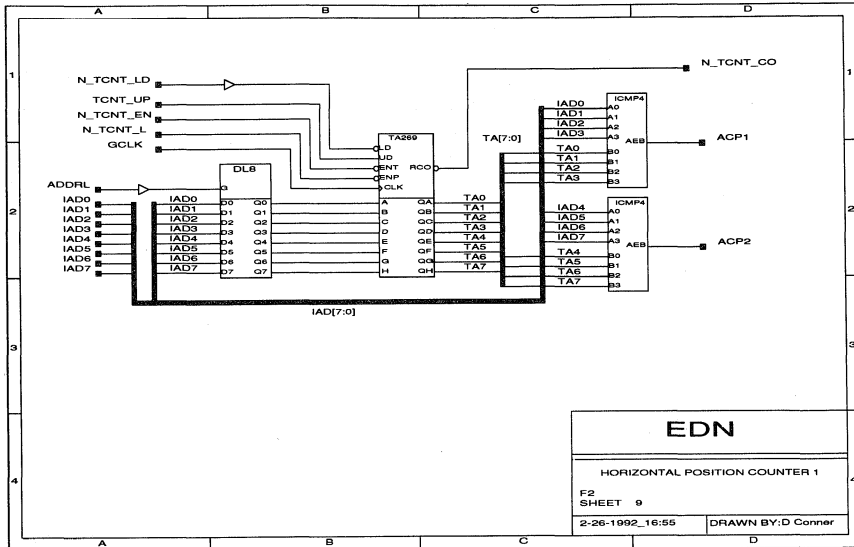 A B C D
1 1
N_TCNT_LD
TCNT_UP
N_TCNT_EN
N_TCNT_L
GCLK
N_TCNT_CO
TA269
LD
UD
ENT
ENP
CLK
RCO
A QA
B QB
C QC
D QD
E QE
F QF
G QG
H QH
ADDRL
IAD0
IAD1
IAD2
IAD3
IAD4
IAD5
IAD6
IAD7
DL8
G
IAD0 D0 Q0
IAD1 D1 Q1
IAD2 D2 Q2
IAD3 D3 Q3
IAD4 D4 Q4
IAD5 D5 Q5
IAD6 D6 Q6
IAD7 D7 Q7
TA0
TA1
TA2
TA3
TA4
TA5
TA6
TA7
TA[7:0]
ICMP4
IAD0 A0
IAD1 A1
IAD2 A2
IAD3 A3
AEB ACP1
TA0 B0
TA1 B1
TA2 B2
TA3 B3
ICMP4
IAD4 A0
IAD5 A1
IAD6 A2
IAD7 A3
AEB ACP2
TA4 B0
TA5 B1
TA6 B2
TA7 B3
2 2
IAD[7:0]
3 3
EDN
HORIZONTAL POSITION COUNTER 1
F2
SHEET 9
2-26-1992_16:55 DRAWN BY:D Conner
4 4
A B C D